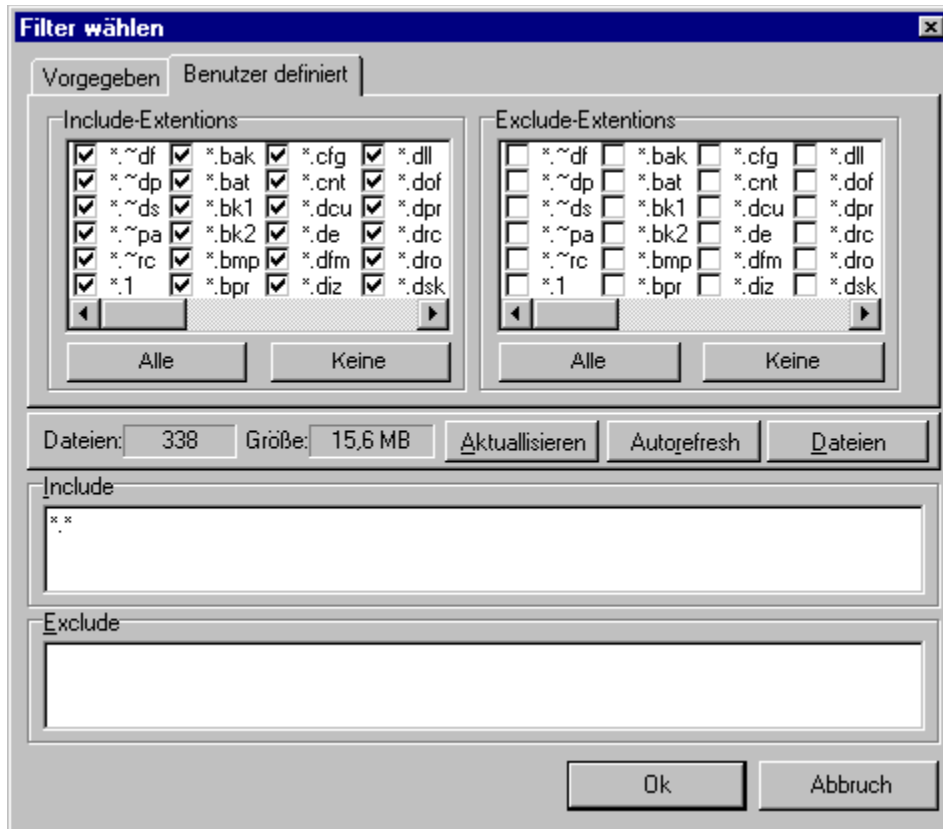 Filter wählen
Vorgegeben Benutzer definiert
Include-Extentions Exclude-Extentions
*.~df *.bak *.cfg *.dll *.~df *.bak *.cfg *.dll
*.~dp *.bat *.cnt *.dof *.~dp *.bat *.cnt *.dof
*.~ds *.bk1 *.dcu *.dpr *.~ds *.bk1 *.dcu *.dpr
*.~pa *.bk2 *.de *.drc *.~pa *.bk2 *.de *.drc
*.~rc *.bmp *.dfm *.dro *.~rc *.bmp *.dfm *.dro
*.1 *.bpr *.diz *.dsk *.1 *.bpr *.diz *.dsk
Alle Keine Alle Keine
Dateien: 338 Größe: 15,6 MB Aktuallisieren Autorefresh Dateien
Include
*.*
Exclude
Ok Abbruch